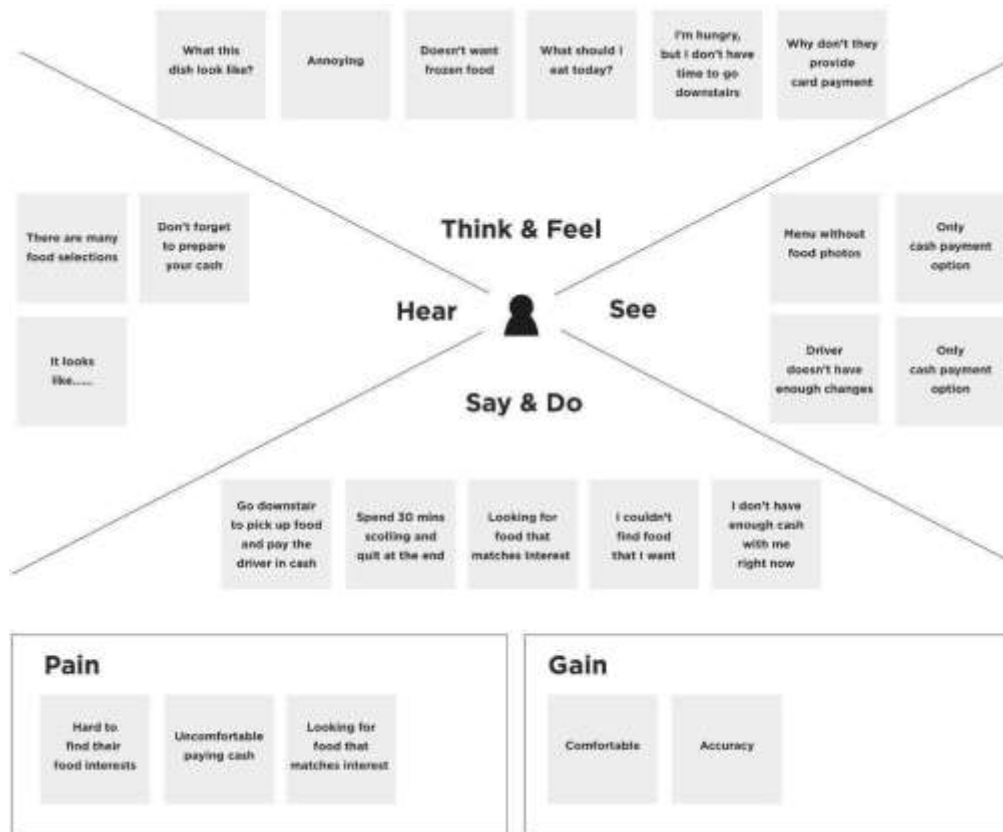 What this
dish look like?
Annoying
Doesn't want
frozen food
What should I
eat today?
I'm hungry,
but I don't have
time to go
downstairs
Why don't they
provide
card payment
Think & Feel
There are many
food selections
Don't forget
to prepare
your cash
It looks
like.....
Hear
See
Menu without
food photos
Only
cash payment
option
Driver
doesn't have
enough changes
Only
cash payment
option
Say & Do
Go downstair
to pick up food
and pay the
driver in cash
Spend 30 mins
scolling and
quit at the end
Looking for
food that
matches interest
I couldn't
find food
that I want
I don't have
enough cash
with me
right now
Pain
Hard to
find their
food interests
Uncomfortable
paying cash
Looking for
food that
matches interest
Gain
Comfortable
Accuracy